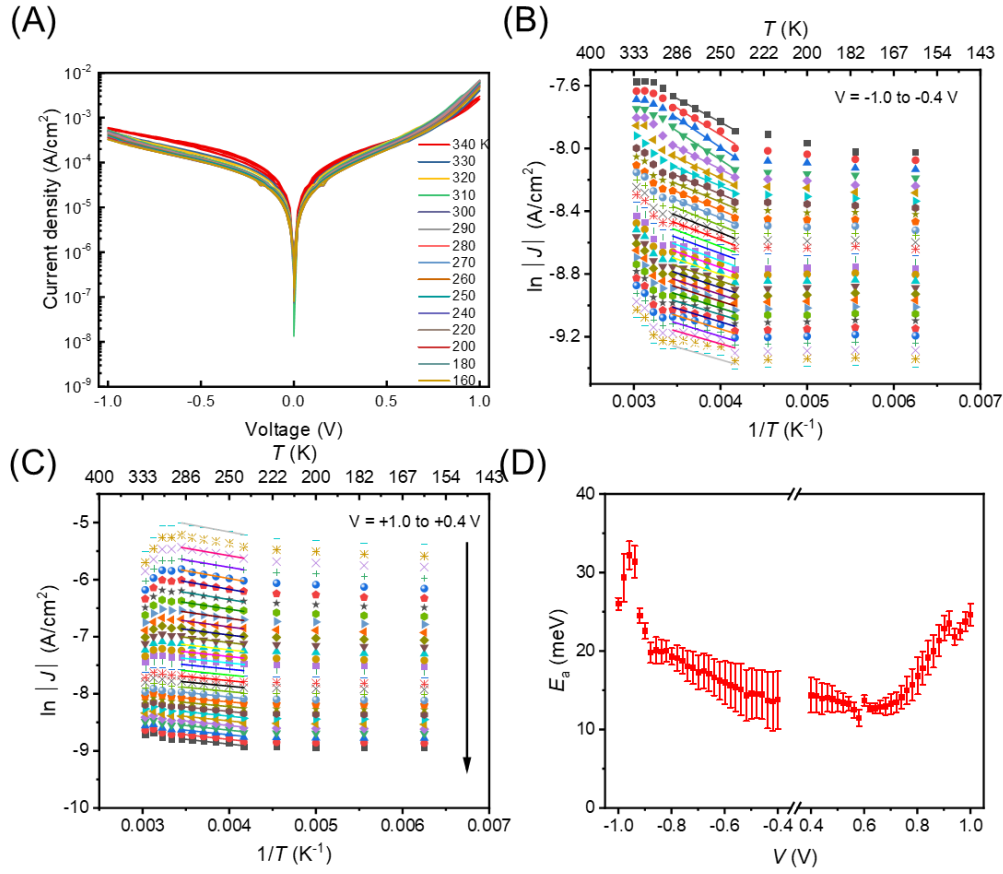 (A)
Current density (A/cm²)
10⁻²
10⁻³
10⁻⁴
10⁻⁵
10⁻⁶
10⁻⁷
10⁻⁸
10⁻⁹
340 K
330
320
310
300
290
280
270
260
250
240
220
200
180
160
-1.0 -0.5 0.0 0.5 1.0
Voltage (V)
(B)
T (K)
400 333 286 250 222 200 182 167 154 143
V = -1.0 to -0.4 V
ln |J| (A/cm²)
-7.6
-8.0
-8.4
-8.8
-9.2
0.003 0.004 0.005 0.006 0.007
1/T (K⁻¹)
(C)
T (K)
400 333 286 250 222 200 182 167 154 143
V = +1.0 to +0.4 V
ln |J| (A/cm²)
-5
-6
-7
-8
-9
-10
0.003 0.004 0.005 0.006 0.007
1/T (K⁻¹)
(D)
Eₐ (meV)
40
30
20
10
0
-1.0 -0.8 -0.6 -0.4 0.4 0.6 0.8 1.0
V (V)